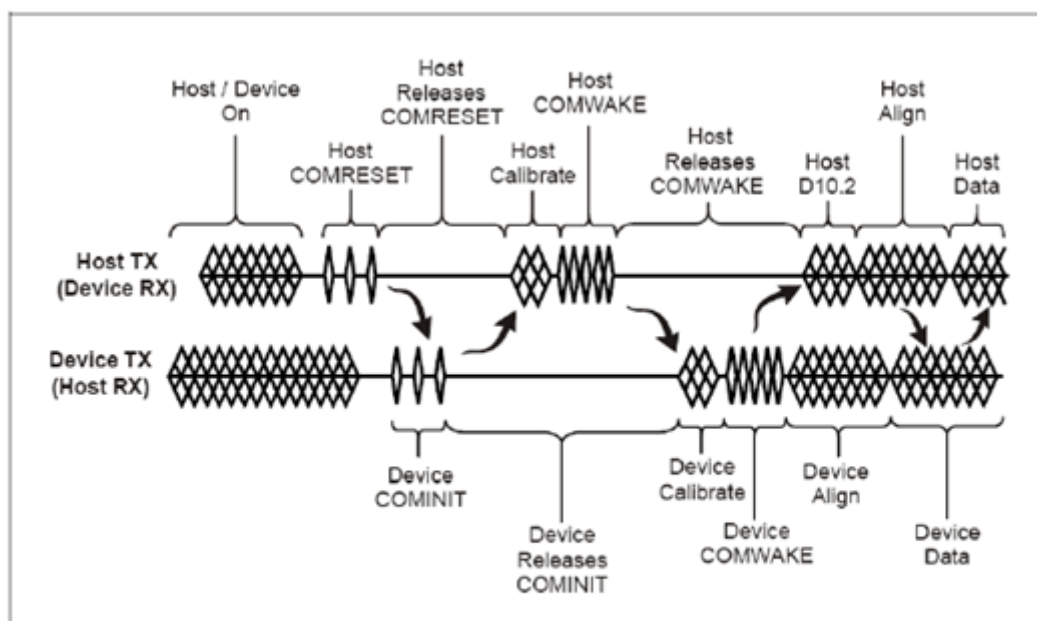 Host / Device
On
Host
COMRESET
Host
Releases
COMRESET
Host
Calibrate
Host
COMWAKE
Host
Releases
COMWAKE
Host
D10.2
Host
Align
Host
Data
Host TX
(Device RX)
Device TX
(Host RX)
Device
COMINIT
Device
Releases
COMINIT
Device
Calibrate
Device
COMWAKE
Device
Align
Device
Data